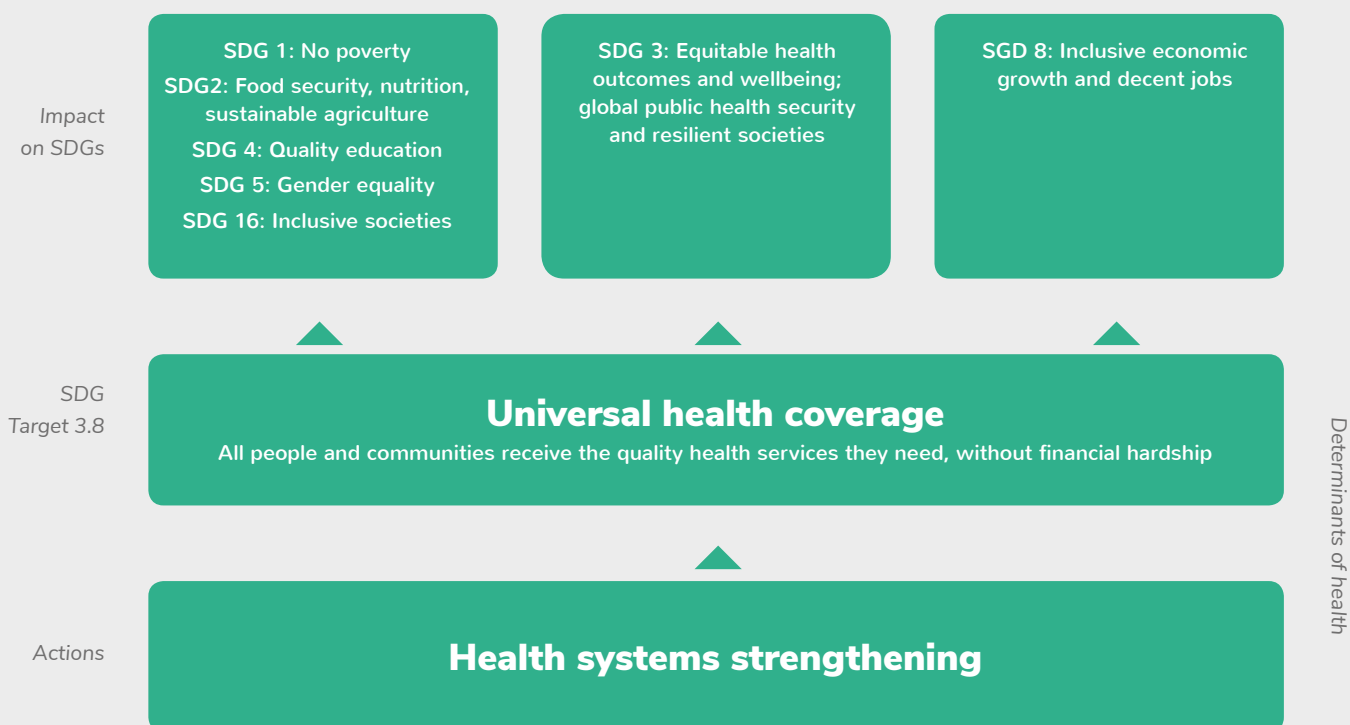 Impact
on SDGs
SDG 1: No poverty
SDG2: Food security, nutrition,
sustainable agriculture
SDG 4: Quality education
SDG 5: Gender equality
SDG 16: Inclusive societies
SDG 3: Equitable health
outcomes and wellbeing;
global public health security
and resilient societies
SGD 8: Inclusive economic
growth and decent jobs
SDG
Target 3.8
Universal health coverage
All people and communities receive the quality health services they need, without financial hardship
Determinants of health
Actions
Health systems strengthening